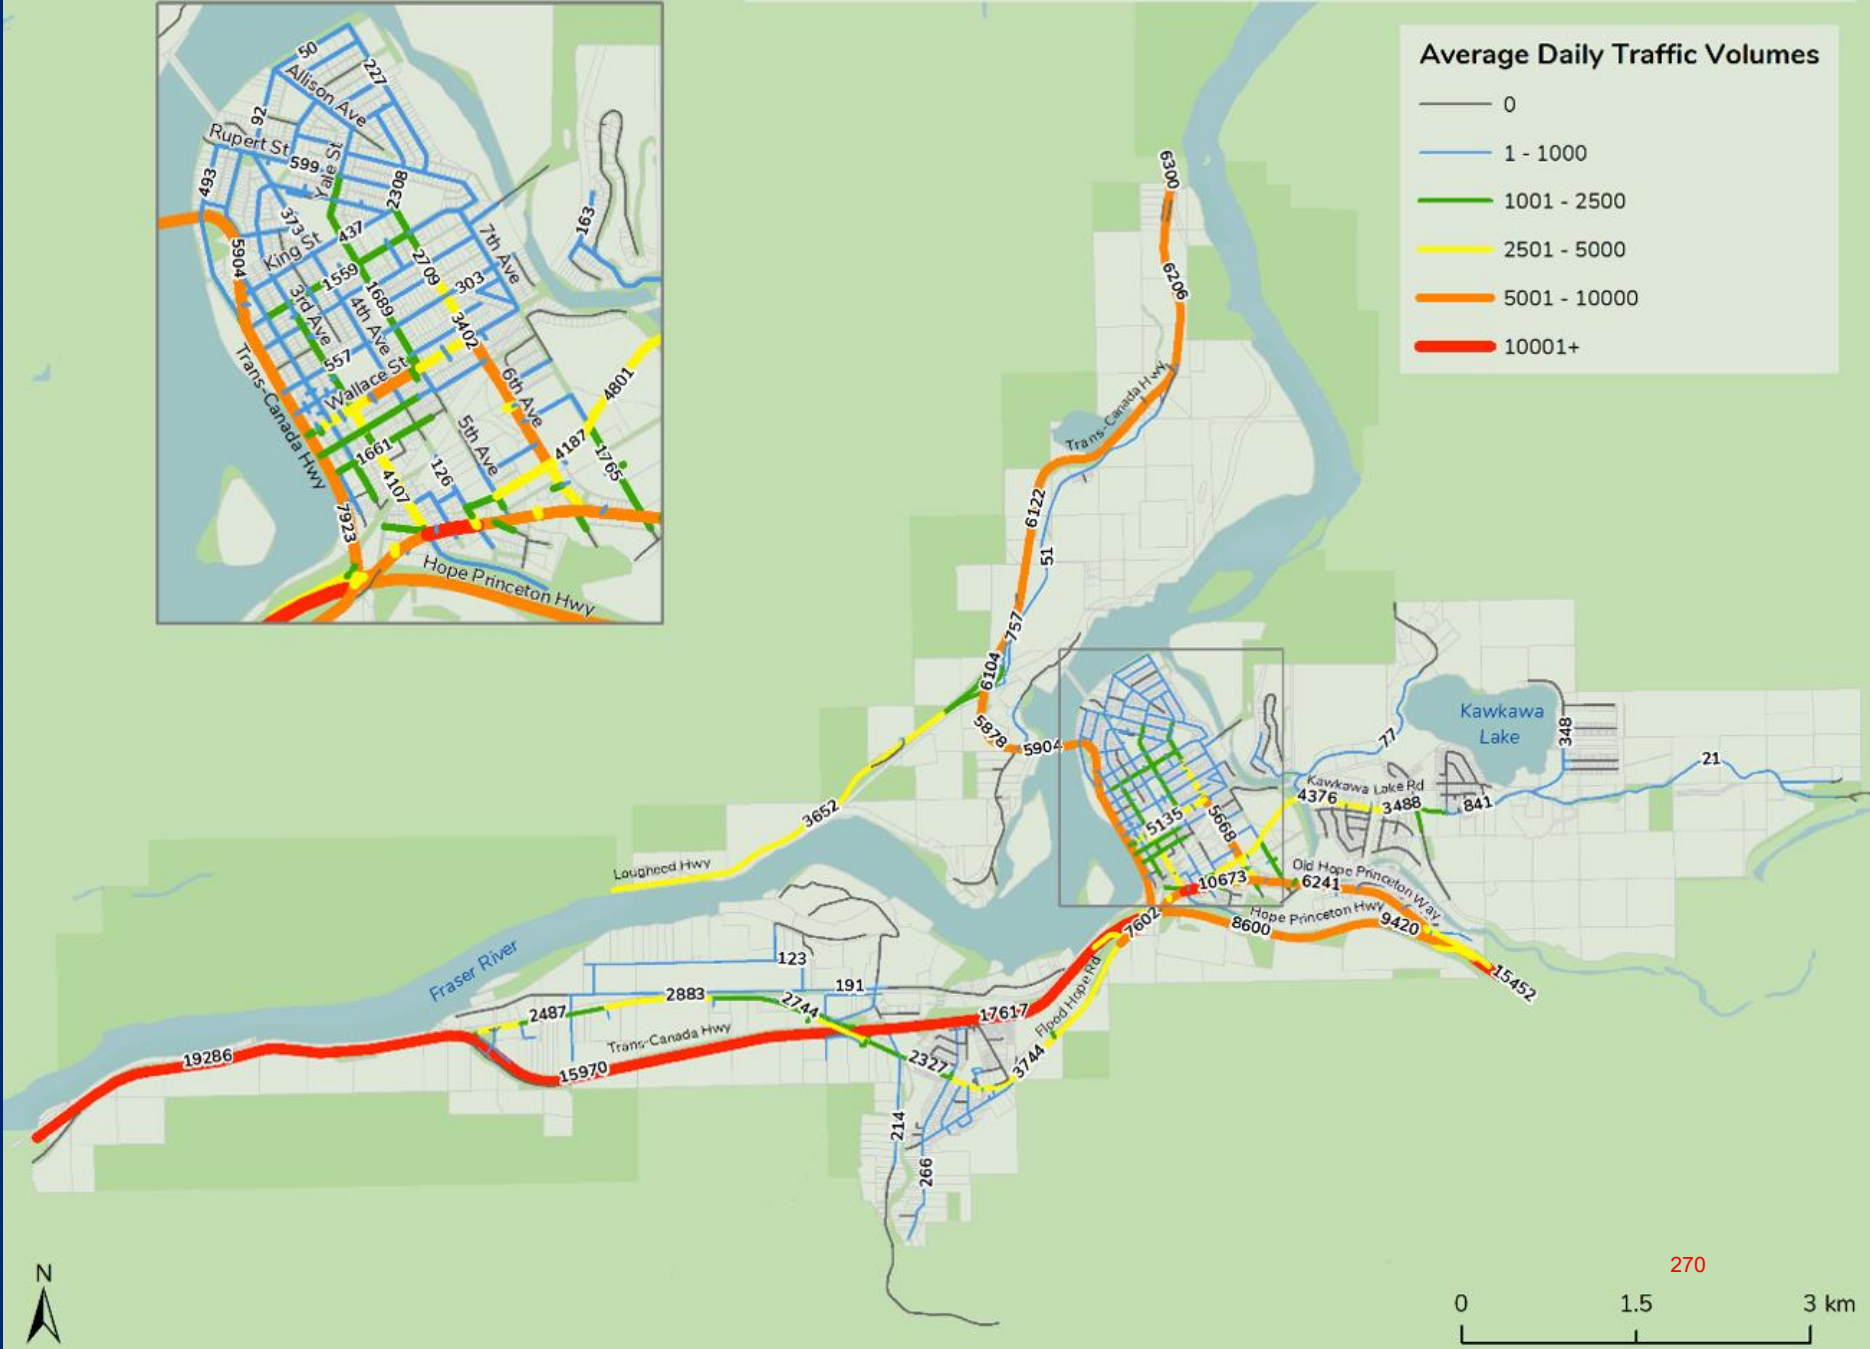 50
227
Allison Ave
92
Rupert St
599
Yale St
493
2308
163
373
437
King St
7th Ave
5904
1559
2709
303
1689
3rd Ave
4th Ave
3402
557
Wallace St
6th Ave
4801
Trans-Canada Hwy
5th Ave
4187
1661
126
1765
4107
7923
Hope Princeton Hwy
Average Daily Traffic Volumes
0
1 - 1000
1001 - 2500
2501 - 5000
5001 - 10000
10001+
6300
6206
Trans-Canada Hwy
6122
51
757
6104
5878
5904
3652
Lougheed Hwy
Kawkawa
Lake
348
77
21
Kawkawa Lake Rd
4376
3488
841
5135
5668
Old Hope Princeton Way
10673
6241
Hope Princeton Hwy
7602
8600
9420
15452
Fraser River
123
191
2883
2487
2744
17617
Flood Hope Rd
Trans-Canada Hwy
19286
15970
2327
3744
214
266
N
270
0
1.5
3 km